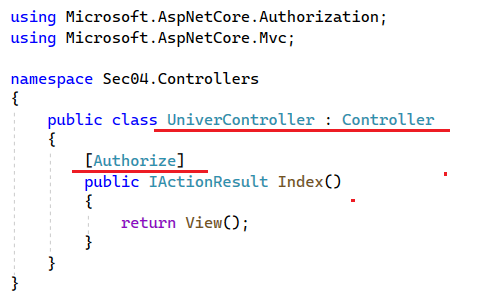 using Microsoft.AspNetCore.Authorization;
using Microsoft.AspNetCore.Mvc;
namespace Sec04.Controllers
{
public class UniverController : Controller
{
[Authorize]
public IActionResult Index()
{
return View();
}
}
}